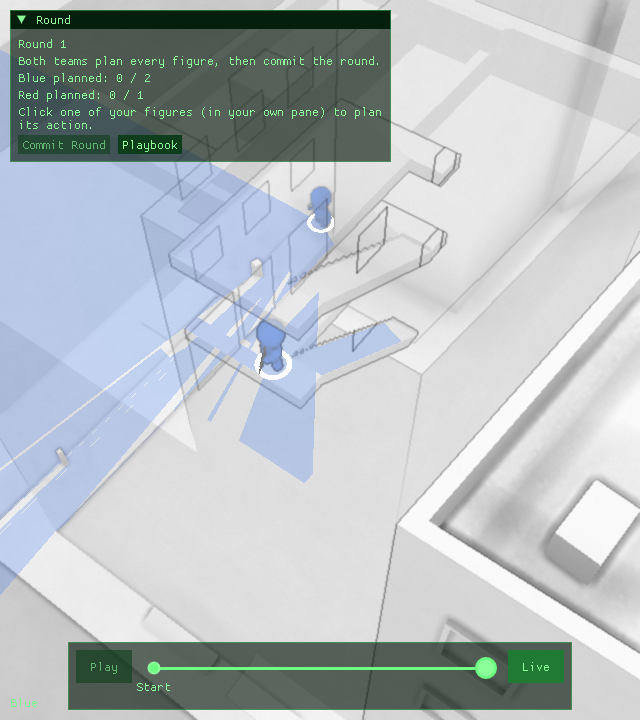 Round
Round 1
Both teams plan every figure, then commit the round.
Blue planned: 0 / 2
Red planned: 0 / 1
Click one of your figures (in your own pane) to plan
its action.
Commit Round
Playbook
Play
Start
Live